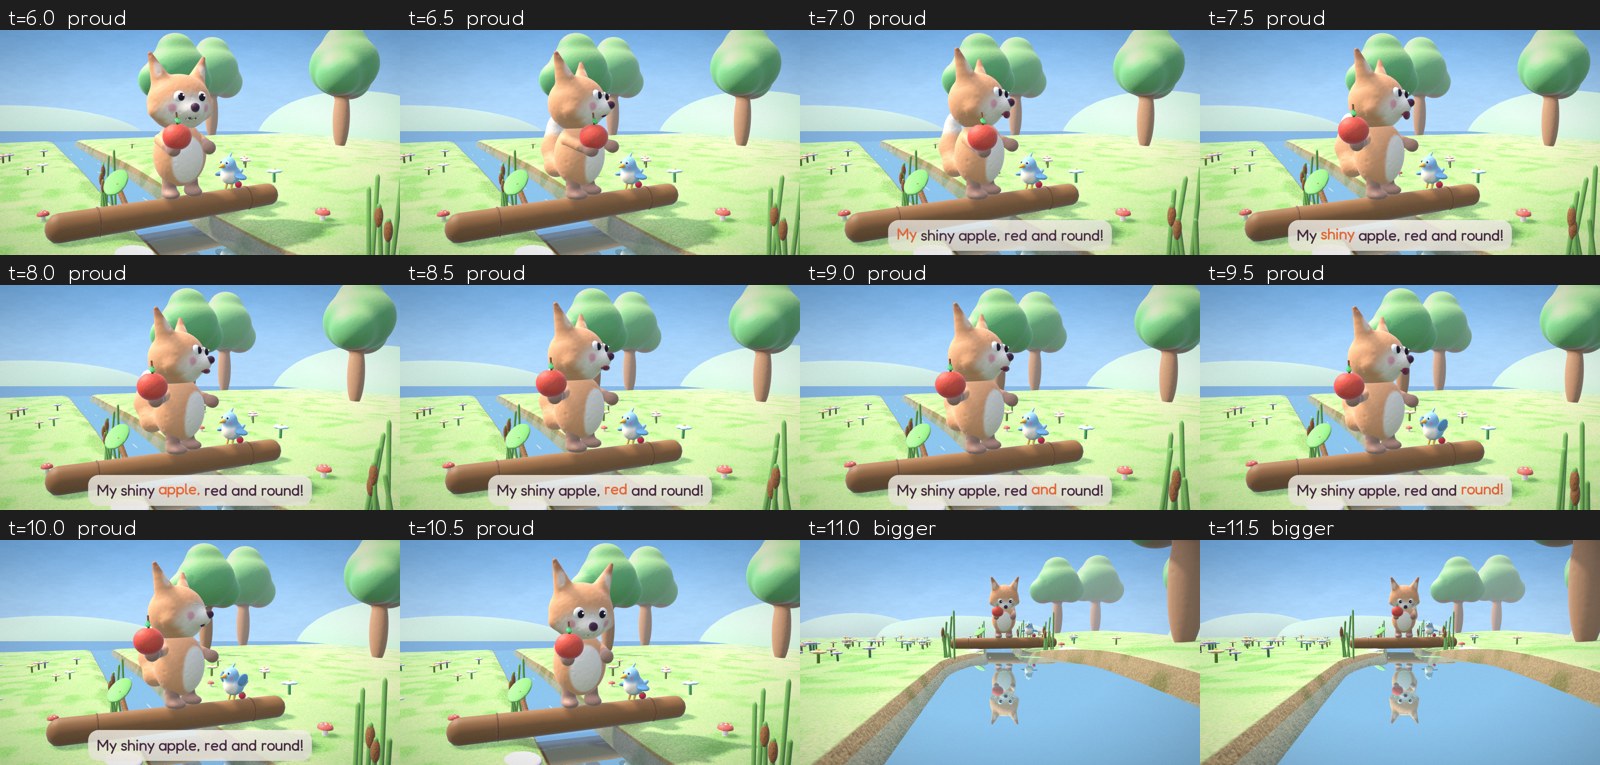 t=6.0 proud
t=6.5 proud
t=7.0 proud
t=7.5 proud
My shiny apple, red and round!
My shiny apple, red and round!
t=8.0 proud
t=8.5 proud
t=9.0 proud
t=9.5 proud
My shiny apple, red and round!
My shiny apple, red and round!
My shiny apple, red and round!
My shiny apple, red and round!
t=10.0 proud
t=10.5 proud
t=11.0 bigger
t=11.5 bigger
My shiny apple, red and round!